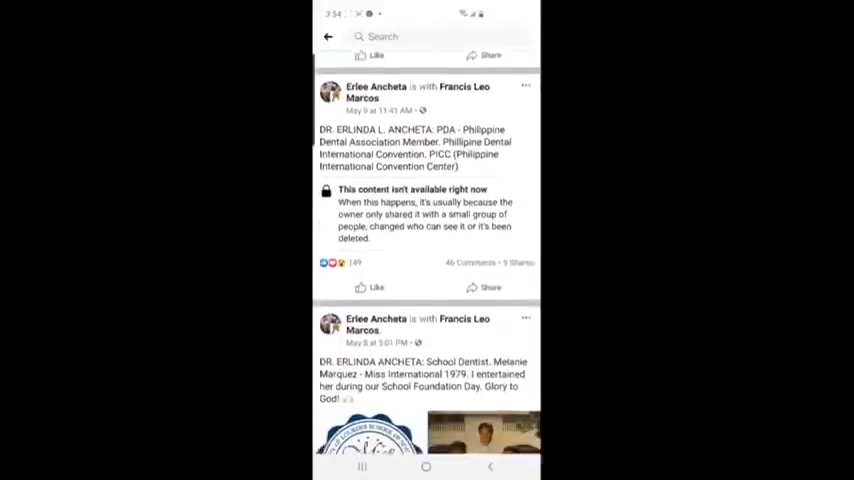 3:54
Search
Like
Share
Erlee Ancheta is with Francis Leo
Marcos
May 9 at 11:41 AM
DR. ERLINDA L. ANCHETA: PDA - Philippine
Dental Association Member. Phillipine Dental
International Convention. PICC (Philippine
International Convention Center)
This content isn't available right now
When this happens, it's usually because the
owner only shared it with a small group of
people, changed who can see it or it's been
deleted.
149
46 Comments • 9 Shares
Like
Share
Erlee Ancheta is with Francis Leo
Marcos.
May 8 at 5:01 PM
DR. ERLINDA ANCHETA: School Dentist. Melanie
Marquez - Miss International 1979. I entertained
her during our School Foundation Day. Glory to
God!
OF LOURDES SCHOOL OF